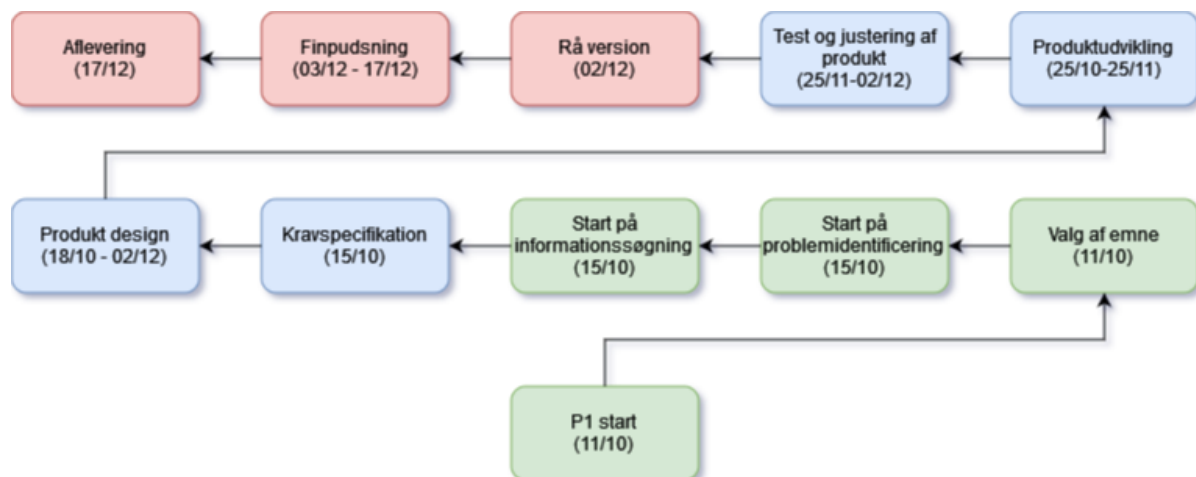 Aflevering
(17/12)
Finpudsning
(03/12 - 17/12)
Rå version
(02/12)
Test og justering af
produkt
(25/11-02/12)
Produktudvikling
(25/10-25/11)
Produkt design
(18/10 - 02/12)
Kravspecifikation
(15/10)
Start på
informationssøgning
(15/10)
Start på
problemidentificering
(15/10)
Valg af emne
(11/10)
P1 start
(11/10)